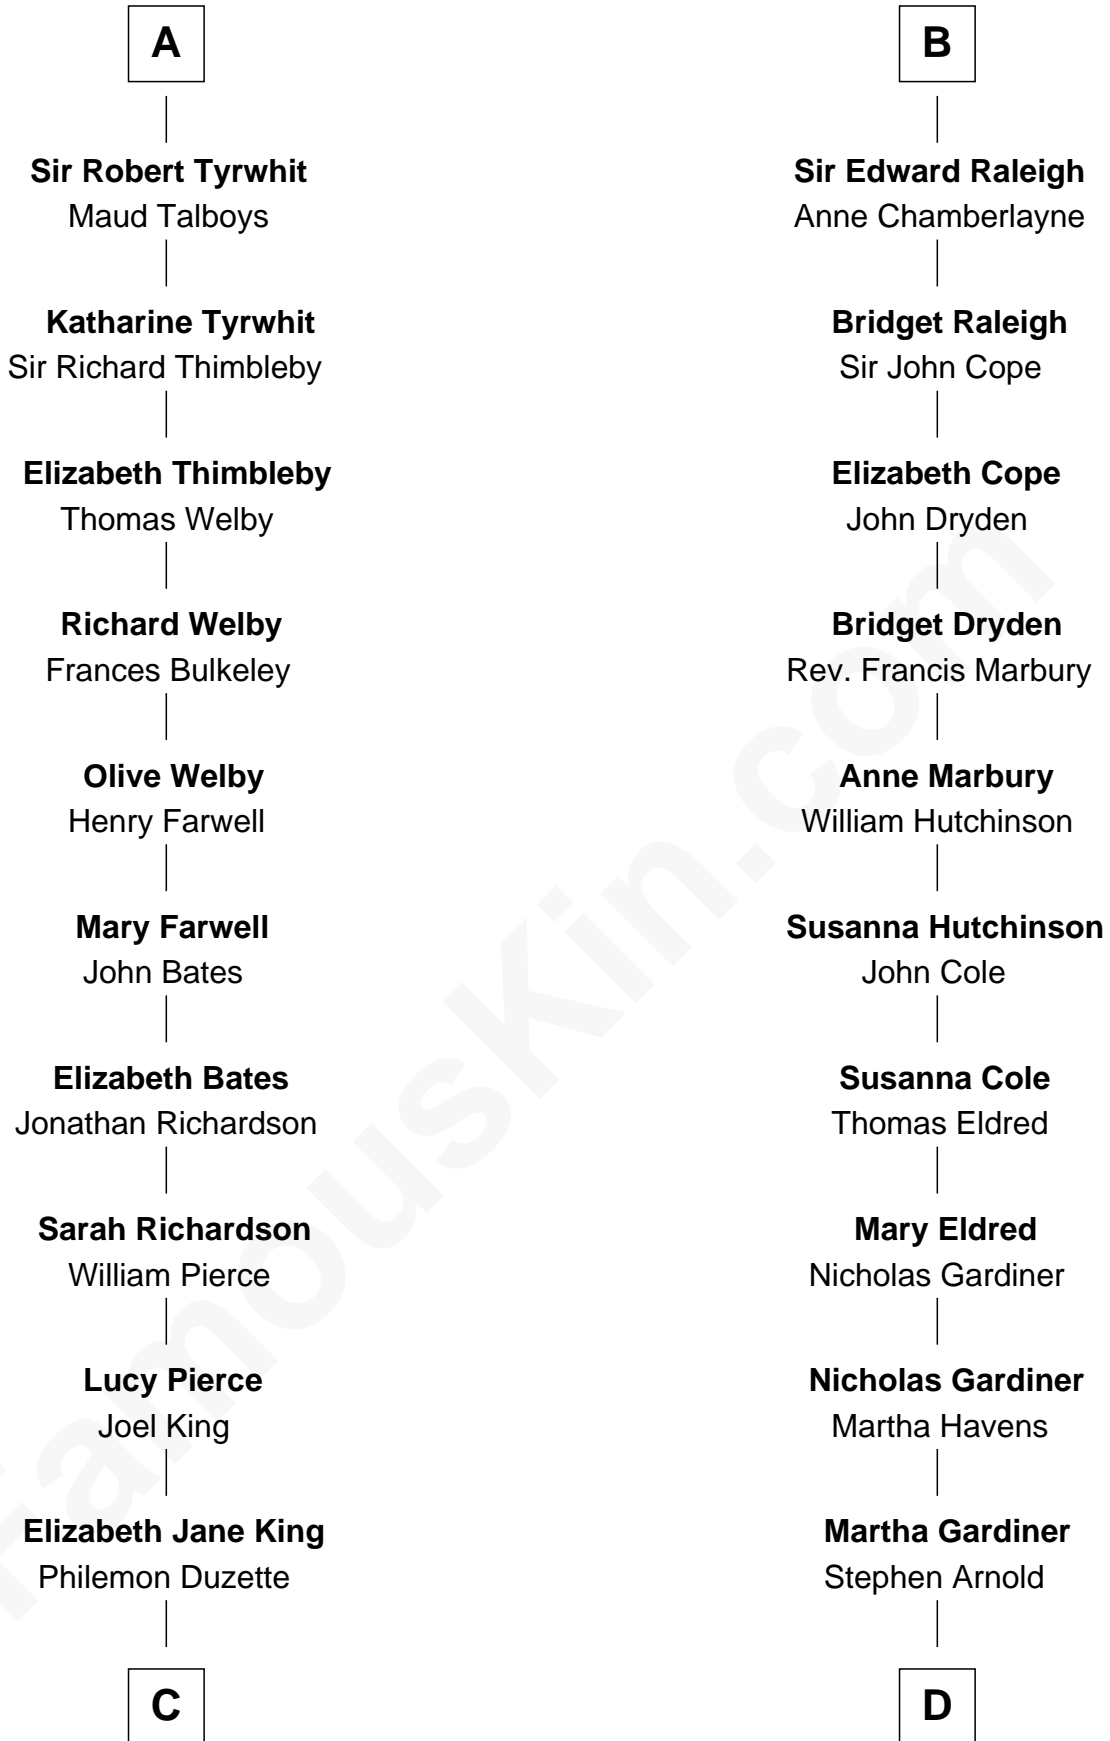 A
Sir Robert Tyrwhit
Maud Talboys
Katharine Tyrwhit
Sir Richard Thimbleby
Elizabeth Thimbleby
Thomas Welby
Richard Welby
Frances Bulkeley
Olive Welby
Henry Farwell
Mary Farwell
John Bates
Elizabeth Bates
Jonathan Richardson
Sarah Richardson
William Pierce
Lucy Pierce
Joel King
Elizabeth Jane King
Philemon Duzette
C
B
Sir Edward Raleigh
Anne Chamberlayne
Bridget Raleigh
Sir John Cope
Elizabeth Cope
John Dryden
Bridget Dryden
Rev. Francis Marbury
Anne Marbury
William Hutchinson
Susanna Hutchinson
John Cole
Susanna Cole
Thomas Eldred
Mary Eldred
Nicholas Gardiner
Nicholas Gardiner
Martha Havens
Martha Gardiner
Stephen Arnold
D
FamousKin.com